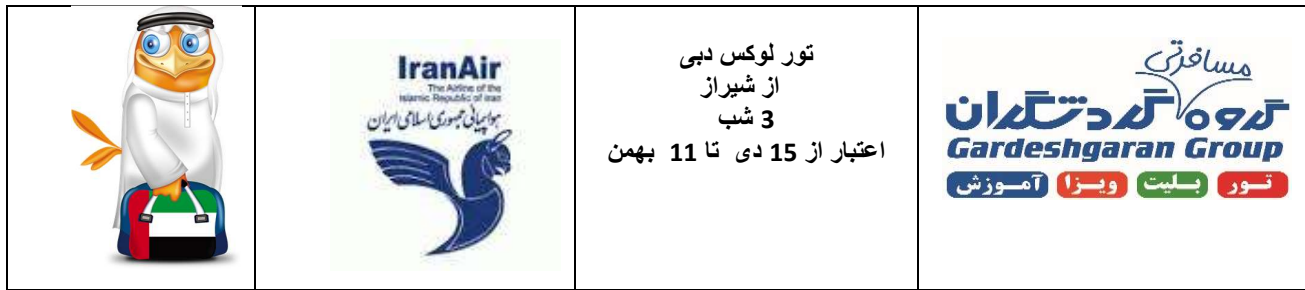 مسافرتی
گروه گردشگران
Gardeshgaran Group
تور بلیت ویزا آموزش
تور لوکس دبی
از شیراز
3 شب
اعتبار از 15 دی تا 11 بهمن
IranAir
The Airline of the
Islamic Republic of Iran
هواپیمائی جمهوری اسلامی ایران